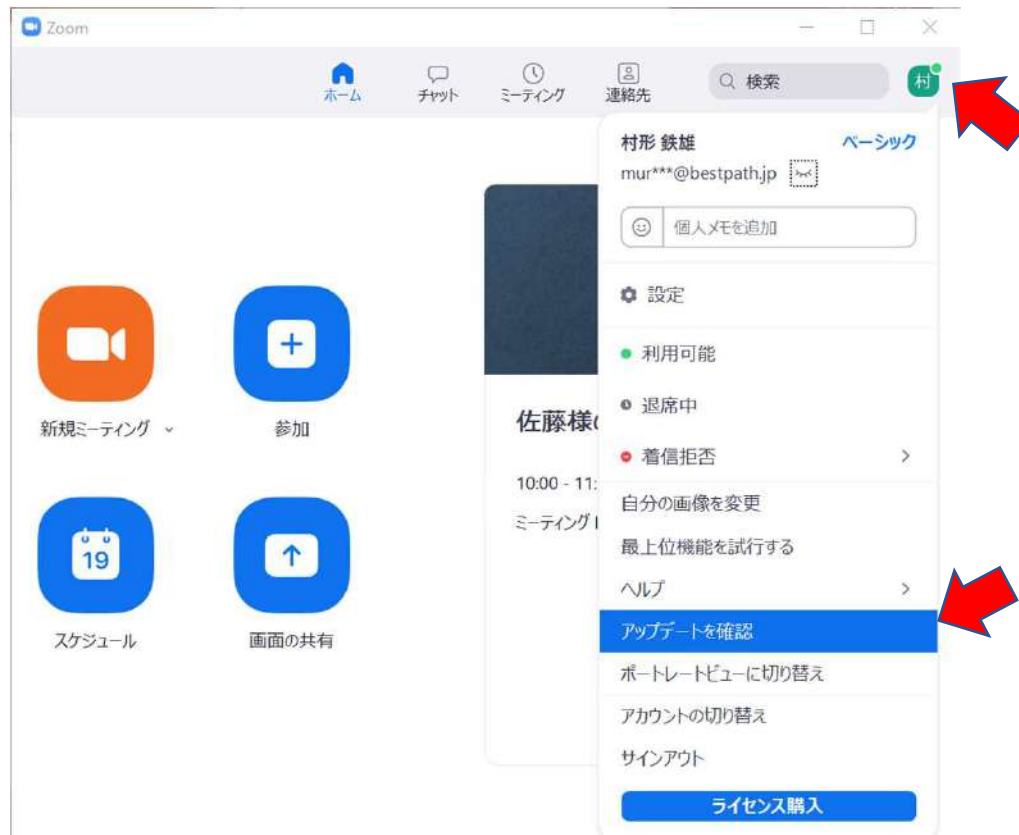 Zoom
ホーム
チャット
ミーティング
連絡先
検索
村
村形 鉄雄
ベーシック
mur***@bestpath.jp
個人メモを追加
設定
利用可能
退席中
着信拒否
自分の画像を変更
最上位機能を試行する
ヘルプ
アップデートを確認
ポートレートビューに切り替え
アカウントの切り替え
サインアウト
ライセンス購入
新規ミーティング
参加
19
スケジュール
画面の共有
佐藤様の
10:00 - 11:
ミーティング I